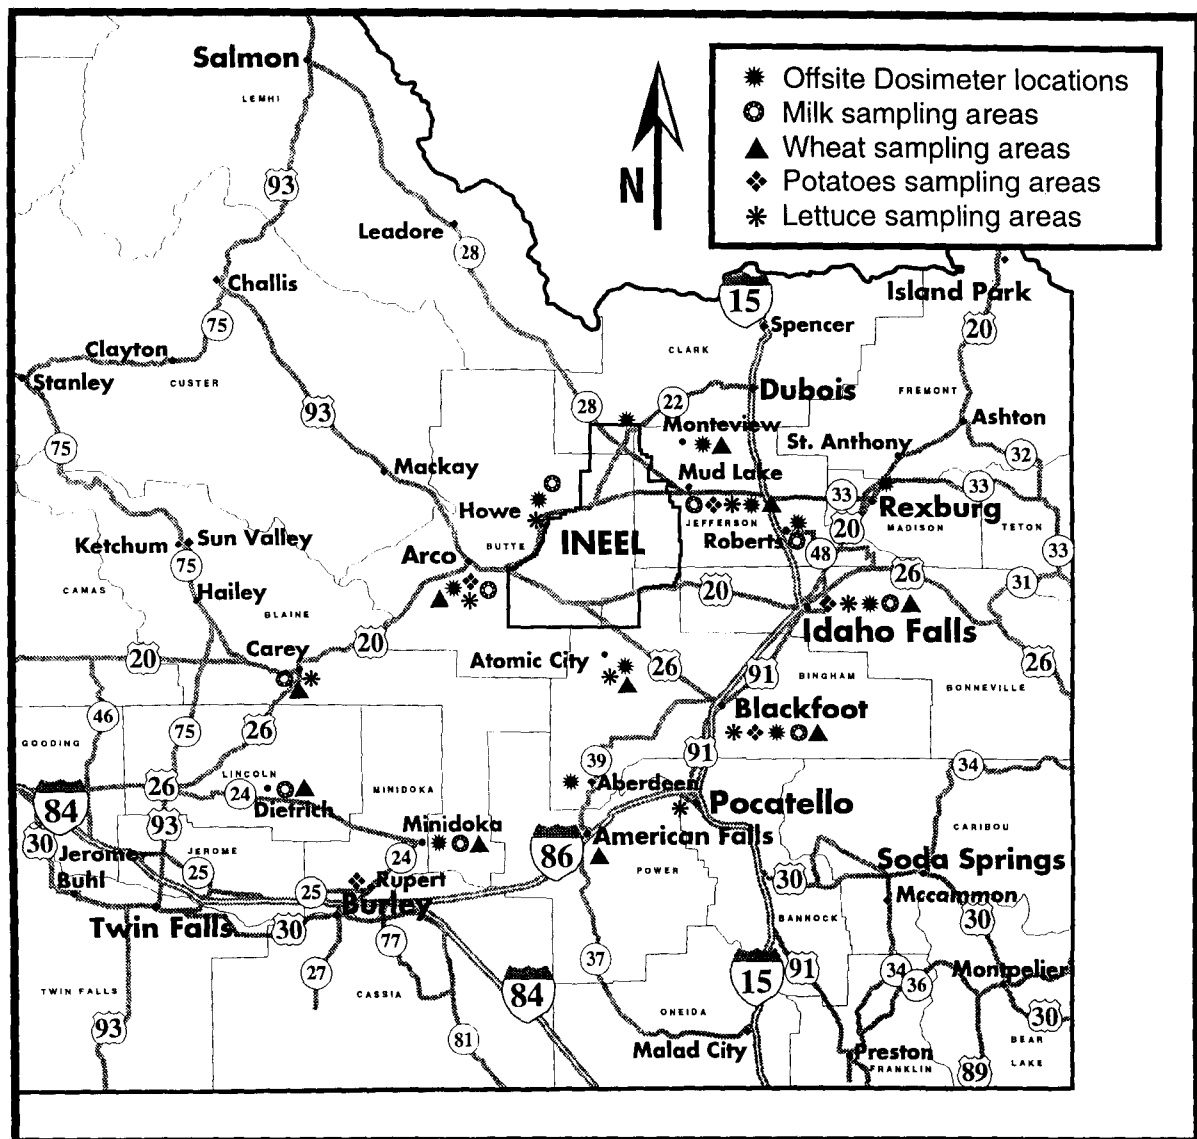 Salmon
LEMHI
Offsite Dosimeter locations
Milk sampling areas
Wheat sampling areas
Potatoes sampling areas
Lettuce sampling areas
N
93
Leadore
28
Challis
75
15
Island Park
20
Spencer
Clayton
CLARK
Stanley
CUSTER
Dubois
FREMONT
93
28
22
Monteview
Ashton
75
St. Anthony
32
Mackay
Mud Lake
33
33
Rexburg
Howe
JEFFERSON
20
MADISON
TETON
Ketchum
Sun Valley
BUTTE
INEEL
Roberts
48
33
Arco
75
26
31
CAMAS
Hailey
20
BLAINE
Idaho Falls
Carey
20
20
Atomic City
26
91
26
BINGHAM
BONNEVILLE
46
75
26
Blackfoot
GOODING
91
39
34
LINCOLN
26
24
MINIDOKA
Aberdeen
84
Dietrich
Pocatello
93
Minidoka
30
American Falls
CARIBOU
Jerome
JEROME
24
86
Soda Springs
25
POWER
Buhl
25
Rupert
30
Mccammon
Burley
Twin Falls
30
BANNOCK
30
77
27
37
15
91
34
36
Montpelier
TWIN FALLS
CASSIA
84
ONEIDA
93
30
81
Malad City
Preston
BEAR
LAKE
FRANKLIN
89